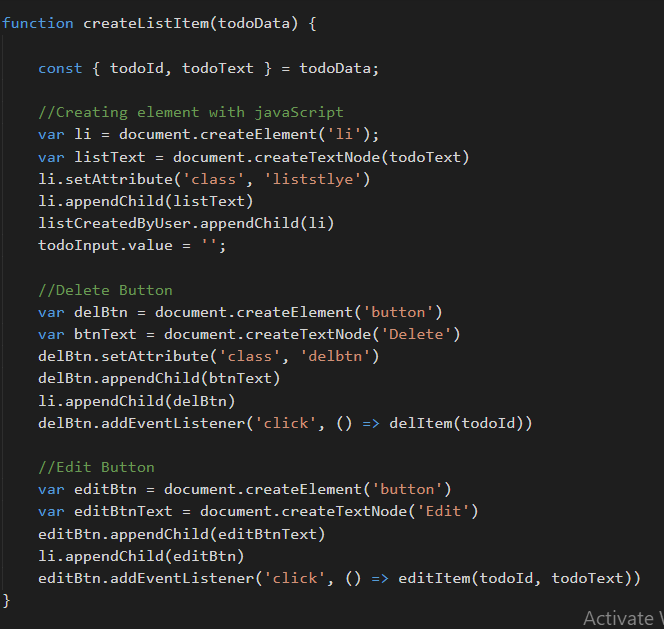 function createListItem(todoData) {
const { todoId, todoText } = todoData;
//Creating element with javaScript
var li = document.createElement('li');
var listText = document.createTextNode(todoText)
li.setAttribute('class', 'liststlye')
li.appendChild(listText)
listCreatedByUser.appendChild(li)
todoInput.value = '';
//Delete Button
var delBtn = document.createElement('button')
var btnText = document.createTextNode('Delete')
delBtn.setAttribute('class', 'delbtn')
delBtn.appendChild(btnText)
li.appendChild(delBtn)
delBtn.addEventListener('click', () => delItem(todoId))
//Edit Button
var editBtn = document.createElement('button')
var editBtnText = document.createTextNode('Edit')
editBtn.appendChild(editBtnText)
li.appendChild(editBtn)
editBtn.addEventListener('click', () => editItem(todoId, todoText))
}
Activate